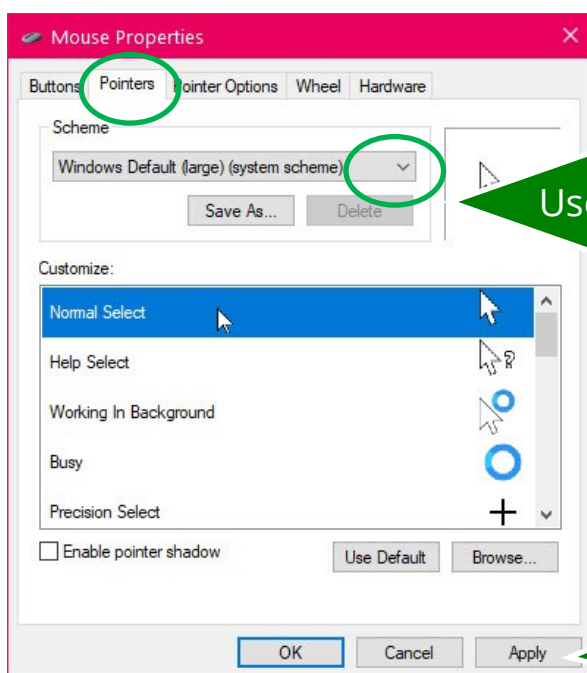 Mouse Properties
Buttons Pointers Pointer Options Wheel Hardware
Scheme
Windows Default (large) (system scheme)
Save As... Delete
Use
Customize:
Normal Select
Help Select
Working In Background
Busy
Precision Select
Enable pointer shadow
Use Default Browse...
OK Cancel Apply